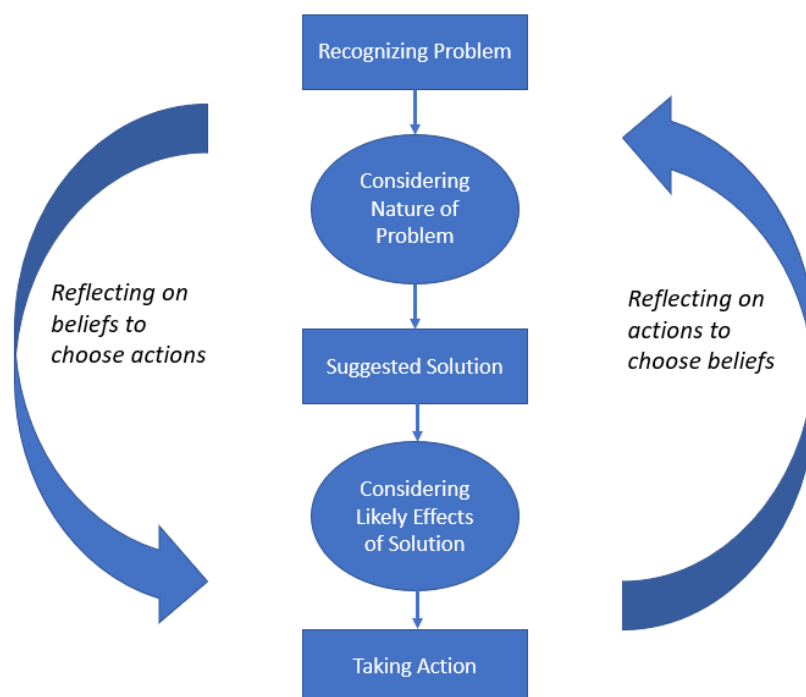 Recognizing Problem
Considering
Nature of
Problem
Reflecting on
beliefs to
choose actions
Reflecting on
actions to
choose beliefs
Suggested Solution
Considering
Likely Effects
of Solution
Taking Action